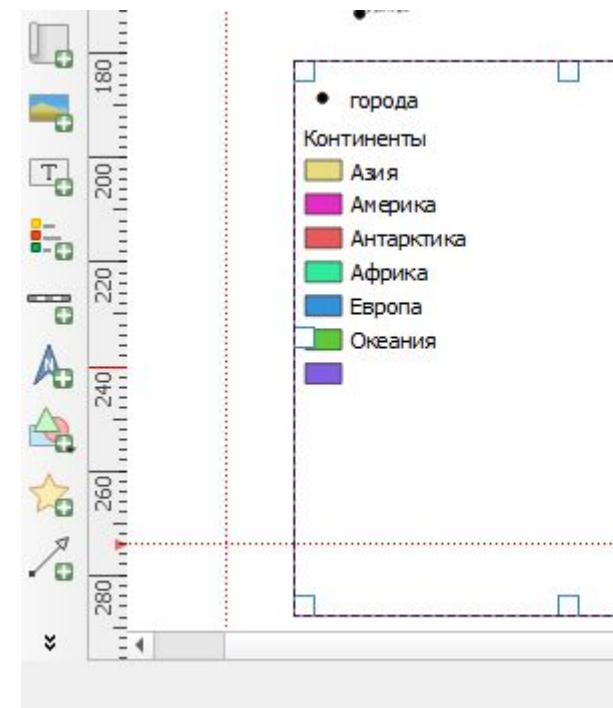 180
200
220
240
260
280
T
N
города
Континенты
Азия
Америка
Антарктика
Африка
Европа
Океания